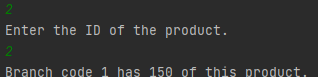 2
Enter the ID of the product.
2
Branch code 1 has 150 of this product.